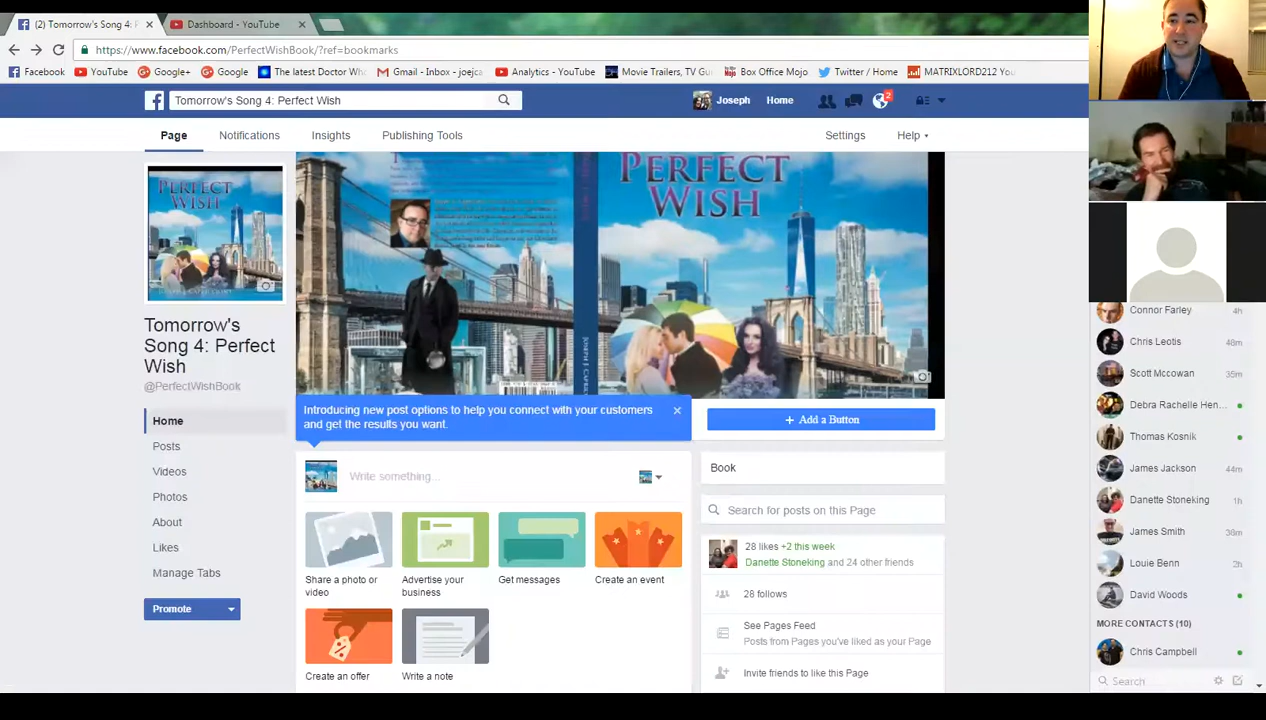 (2) Tomorrow's Song 4: F
Dashboard - YouTube
https://www.facebook.com/PerfectWishBook/?ref=bookmarks
Facebook
YouTube
Google+
Google
The latest Doctor Wh
Gmail - Inbox - joejca
Analytics - YouTube
Movie Trailers, TV Gu
Box Office Mojo
Twitter / Home
MATRIXLORD212 You
Tomorrow's Song 4: Perfect Wish
Joseph
Home
2
Page
Notifications
Insights
Publishing Tools
Settings
Help
PERFECT
WISH
PERFECT
WISH
JOSEPH J. CAPR
Tomorrow's
Song 4: Perfect
Wish
@PerfectWishBook
Home
Posts
Videos
Photos
About
Likes
Manage Tabs
Promote
Introducing new post options to help you connect with your customers
and get the results you want.
+ Add a Button
Write something...
Share a photo or
video
Advertise your
business
Get messages
Create an event
Create an offer
Write a note
Book
Search for posts on this Page
28 likes +2 this week
Danette Stoneking and 24 other friends
28 follows
See Pages Feed
Posts from Pages you've liked as your Page
Invite friends to like this Page
Connor Farley 4h
Chris Leotis 48m
Scott Mccowan 35m
Debra Rachelle Hen...
Thomas Kosnik
James Jackson 44m
Danette Stoneking 1h
James Smith 36m
Louie Benn 2h
David Woods
MORE CONTACTS (10)
Chris Campbell
Search